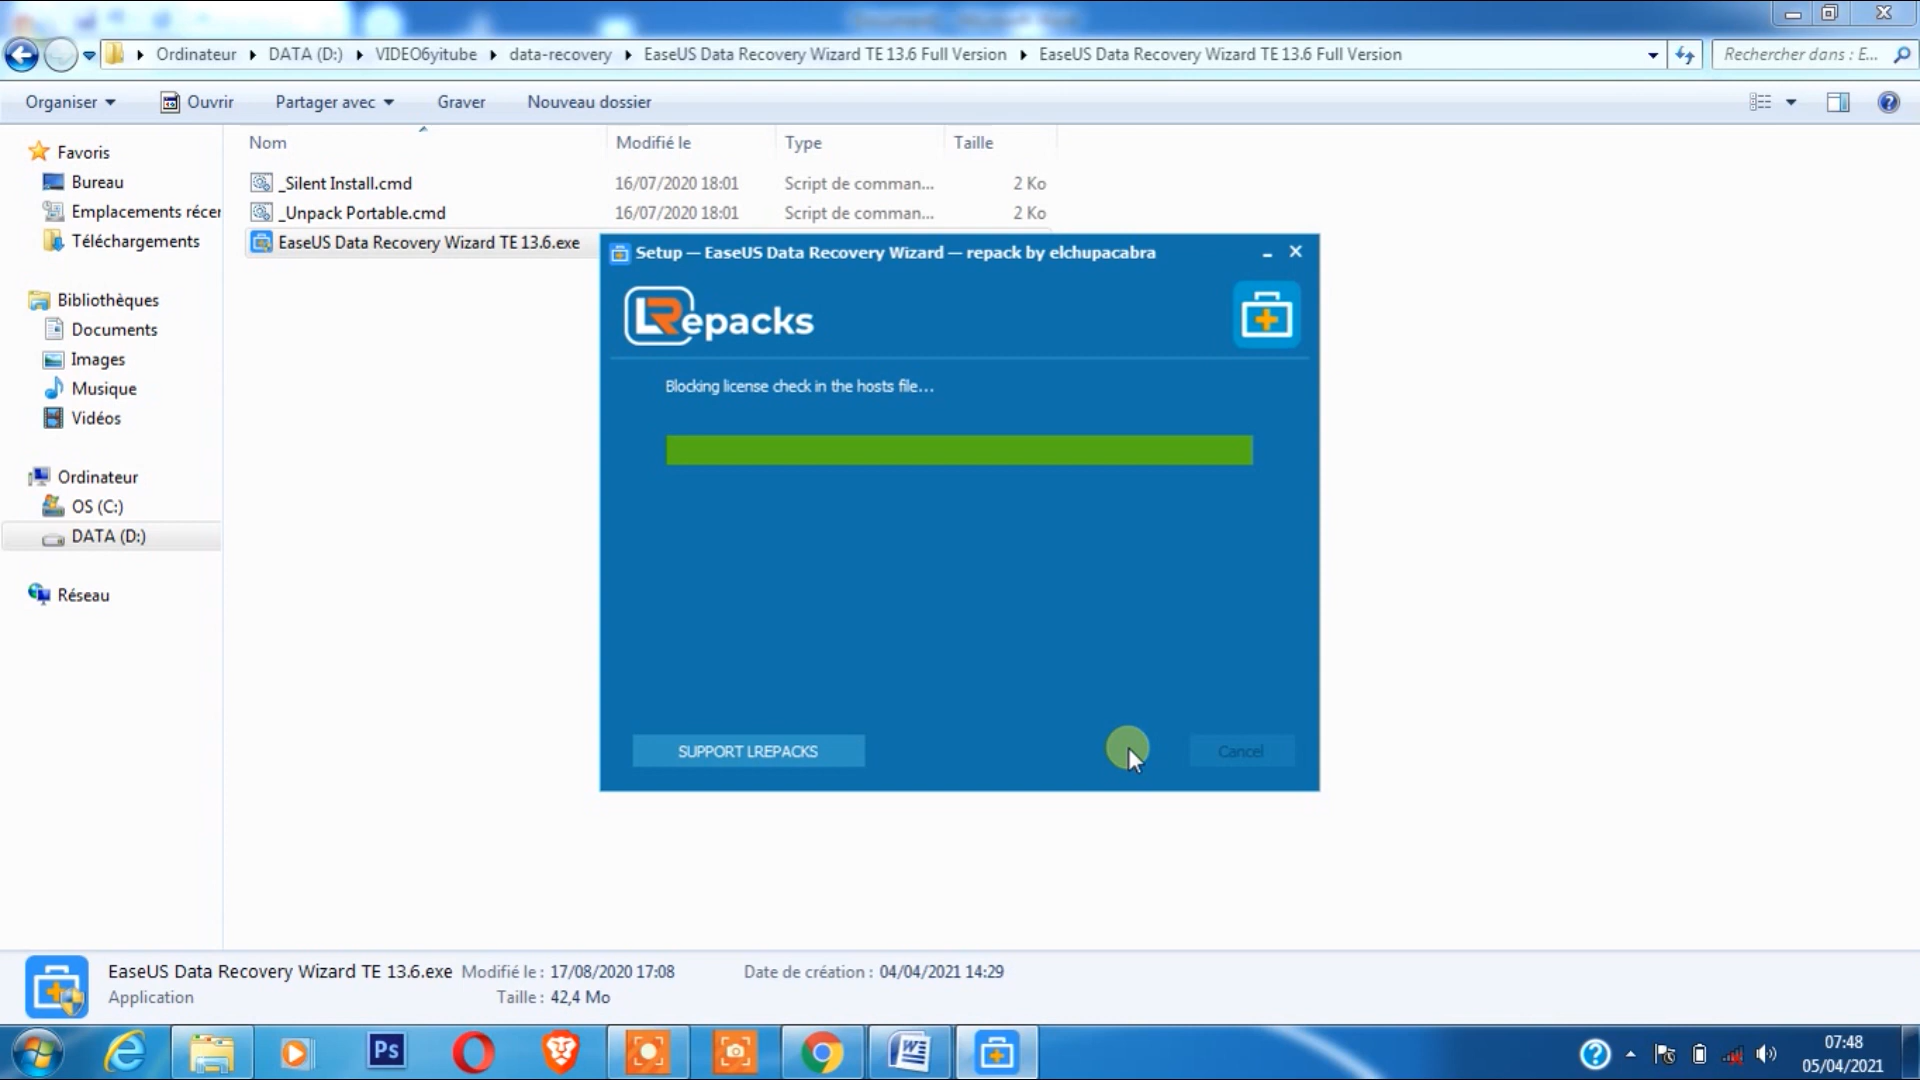 Ordinateur ▸ DATA (D:) ▸ VIDEO6yitube ▸ data-recovery ▸ EaseUS Data Recovery Wizard TE 13.6 Full Version ▸ EaseUS Data Recovery Wizard TE 13.6 Full Version
Rechercher dans : E...
Organiser Ouvrir Partager avec Graver Nouveau dossier
Nom Modifié le Type Taille
_Silent Install.cmd 16/07/2020 18:01 Script de comman... 2 Ko
_Unpack Portable.cmd 16/07/2020 18:01 Script de comman... 2 Ko
EaseUS Data Recovery Wizard TE 13.6.exe
Favoris
Bureau
Emplacements récer
Téléchargements
Bibliothèques
Documents
Images
Musique
Vidéos
Ordinateur
OS (C:)
DATA (D:)
Réseau
Setup — EaseUS Data Recovery Wizard — repack by elchupacabra
LRepacks
Blocking license check in the hosts file...
SUPPORT LREPACKS
Cancel
EaseUS Data Recovery Wizard TE 13.6.exe Modifié le : 17/08/2020 17:08 Date de création : 04/04/2021 14:29
Application Taille : 42,4 Mo
Ps
07:48
05/04/2021